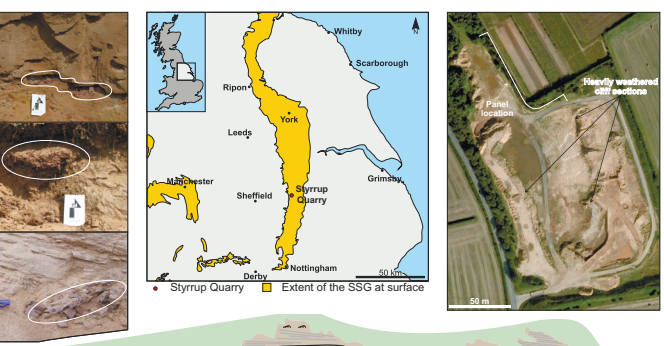 Whitby
N
Scarborough
Ripon
York
Leeds
Manchester
Grimsby
Sheffield
Styrrup
Quarry
Nottingham
Derby
50 km
Styrrup Quarry
Extent of the SSG at surface
Heavily weathered
cliff sections
Panel
location
50 m